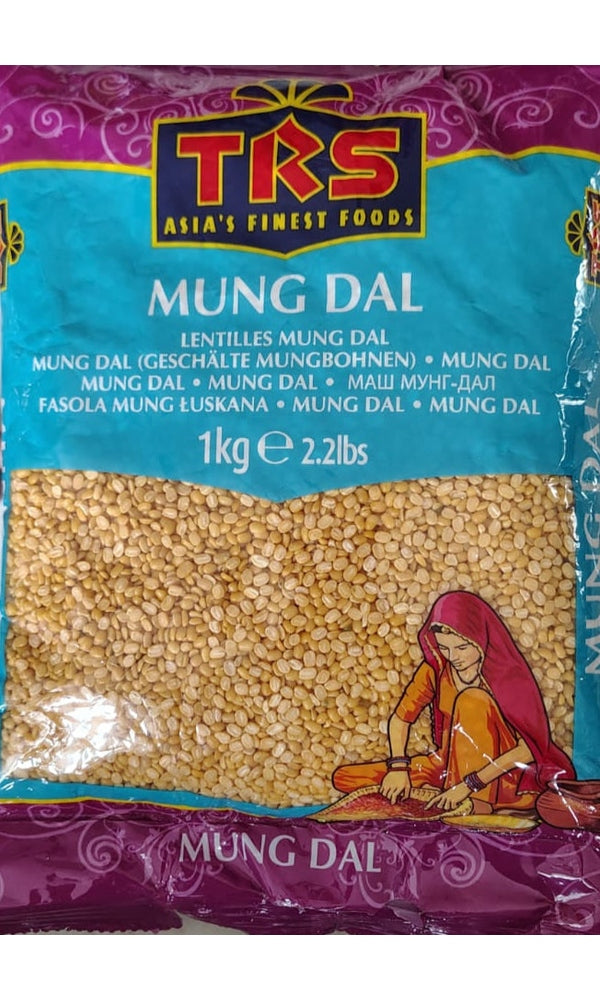 TRS
ASIA'S FINEST FOODS
MUNG DAL
LENTILLES MUNG DAL
MUNG DAL (GESCHÄLTE MUNGBOHNEN) • MUNG DAL
MUNG DAL • MUNG DAL • МАШ МУНГ-ДАЛ
FASOLA MUNG ŁUSKANA • MUNG DAL • MUNG DAL
1kg ℮ 2.2lbs
MUNG DAL
MUNG DAL